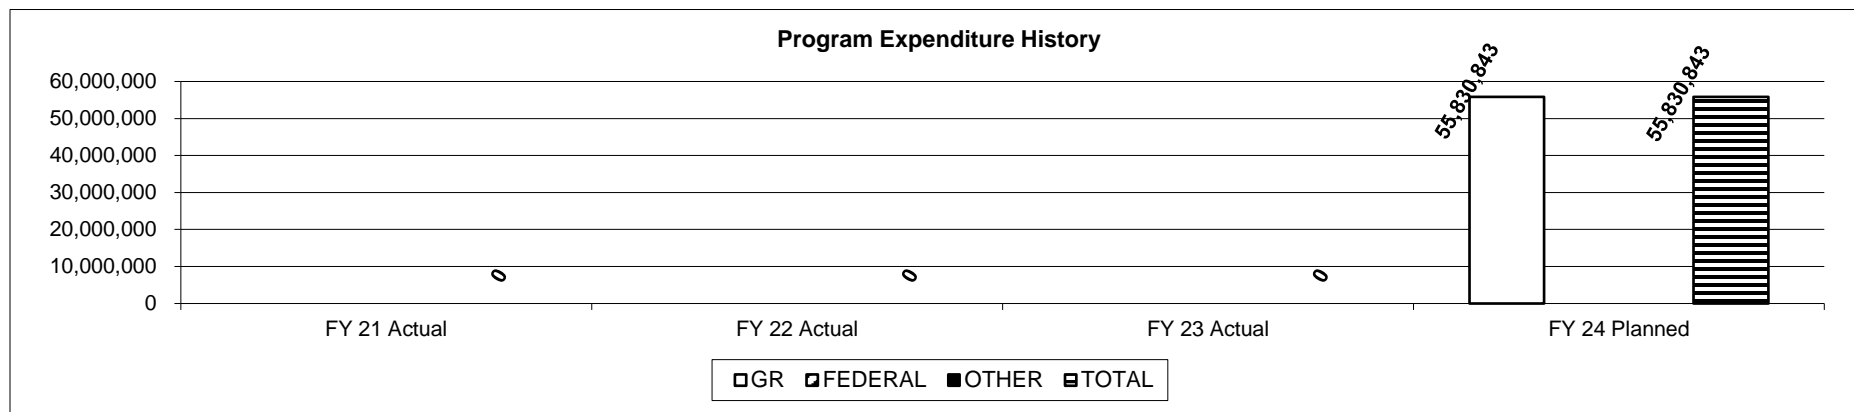 Program Expenditure History
60,000,000
50,000,000
40,000,000
30,000,000
20,000,000
10,000,000
0
0
0
0
55,830,843
55,830,843
FY 21 Actual
FY 22 Actual
FY 23 Actual
FY 24 Planned
GR FEDERAL OTHER TOTAL